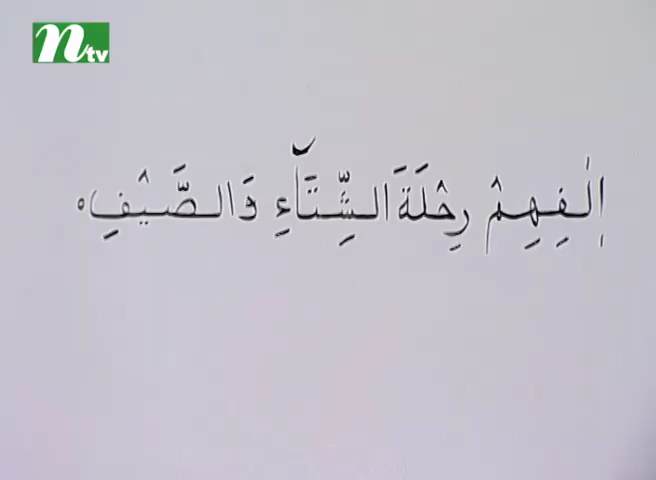 ntv
اٖلٰفِهِمْ رِحْلَةَ الشِّتَآءِ وَالصَّيْفِ ه